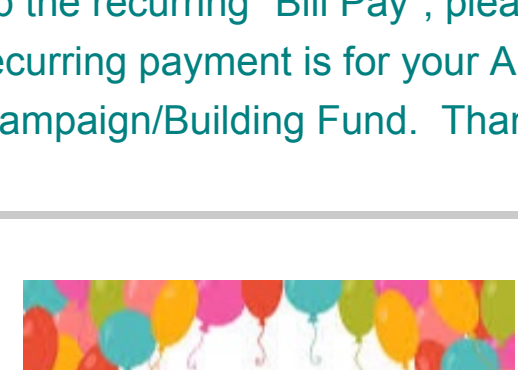 the recurring "Bill Pay", plea
ecurring payment is for your A
ampaign/Building Fund. Than